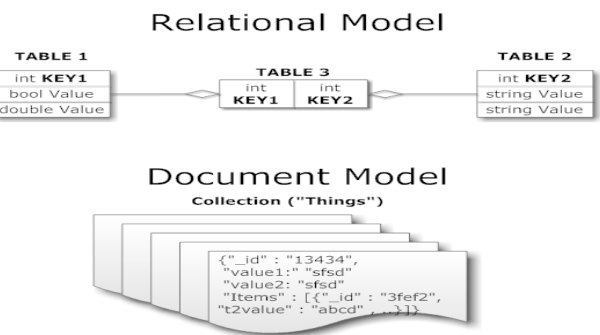 Relational Model
TABLE 1
int KEY1
bool Value
double Value
TABLE 3
int KEY1
int KEY2
TABLE 2
int KEY2
string Value
string Value
Document Model
Collection ("Things")
{"_id" : "13434",
"value1:" "sfsd"
"value2: "sfsd"
"Items" : [{"_id" : "3fef2",
"t2value" : "abcd" , ..}]}